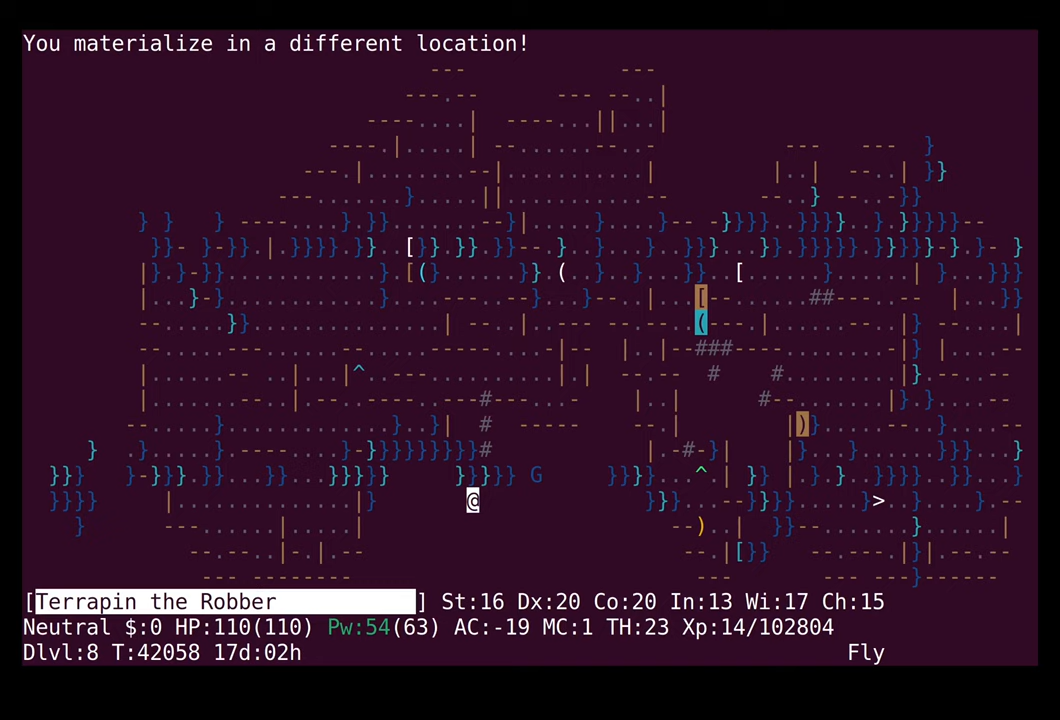 You materialize in a different location!
[Terrapin the Robber ] St:16 Dx:20 Co:20 In:13 Wi:17 Ch:15
Neutral $:0 HP:110(110) Pw:54(63) AC:-19 MC:1 TH:23 Xp:14/102804
Dlvl:8 T:42058 17d:02h Fly